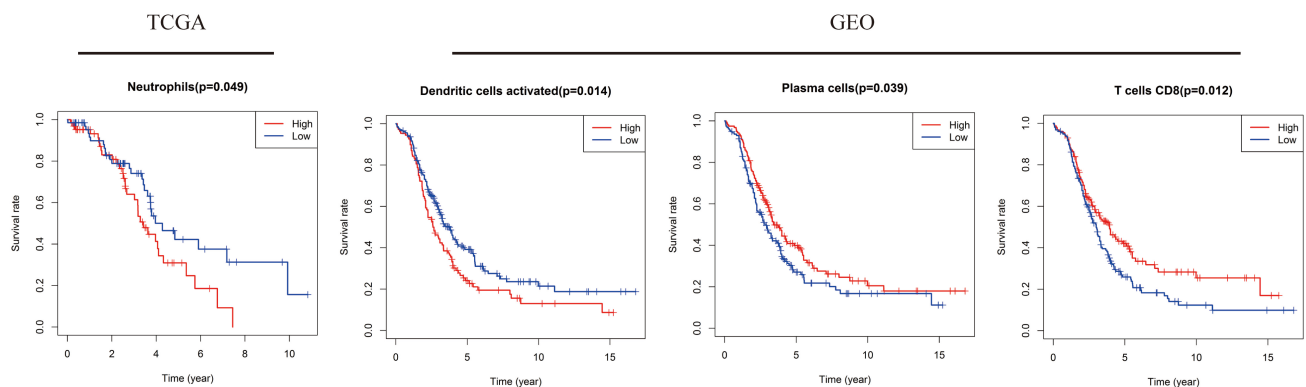 TCGA
GEO
Neutrophils(p=0.049)
High
Low
Survival rate
0.0 0.2 0.4 0.6 0.8 1.0
0 2 4 6 8 10
Time (year)
Dendritic cells activated(p=0.014)
High
Low
Survival rate
0.0 0.2 0.4 0.6 0.8 1.0
0 5 10 15
Time (year)
Plasma cells(p=0.039)
High
Low
Survival rate
0.0 0.2 0.4 0.6 0.8 1.0
0 5 10 15
Time (year)
T cells CD8(p=0.012)
High
Low
Survival rate
0.0 0.2 0.4 0.6 0.8 1.0
0 5 10 15
Time (year)